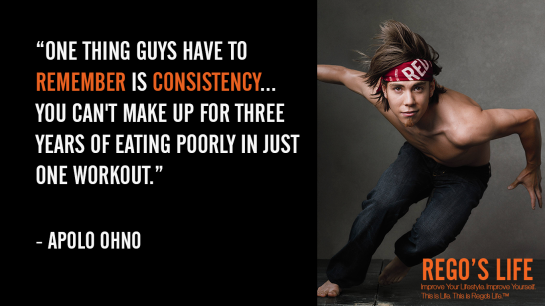 “ONE THING GUYS HAVE TO
REMEMBER IS CONSISTENCY...
YOU CAN'T MAKE UP FOR THREE
YEARS OF EATING POORLY IN JUST
ONE WORKOUT.”
- APOLO OHNO
RED
REGO'S LIFE
Improve Your Lifestyle. Improve Yourself.
This Is Life. This Is Rego's Life.™